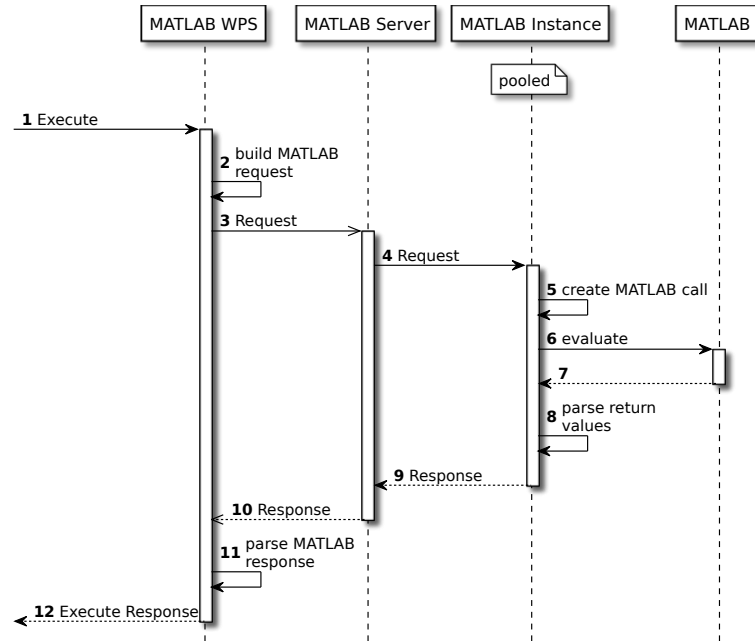 MATLAB WPS
MATLAB Server
MATLAB Instance
MATLAB
pooled
1 Execute
2 build MATLAB
request
3 Request
4 Request
5 create MATLAB call
6 evaluate
7
8 parse return
values
9 Response
10 Response
11 parse MATLAB
response
12 Execute Response